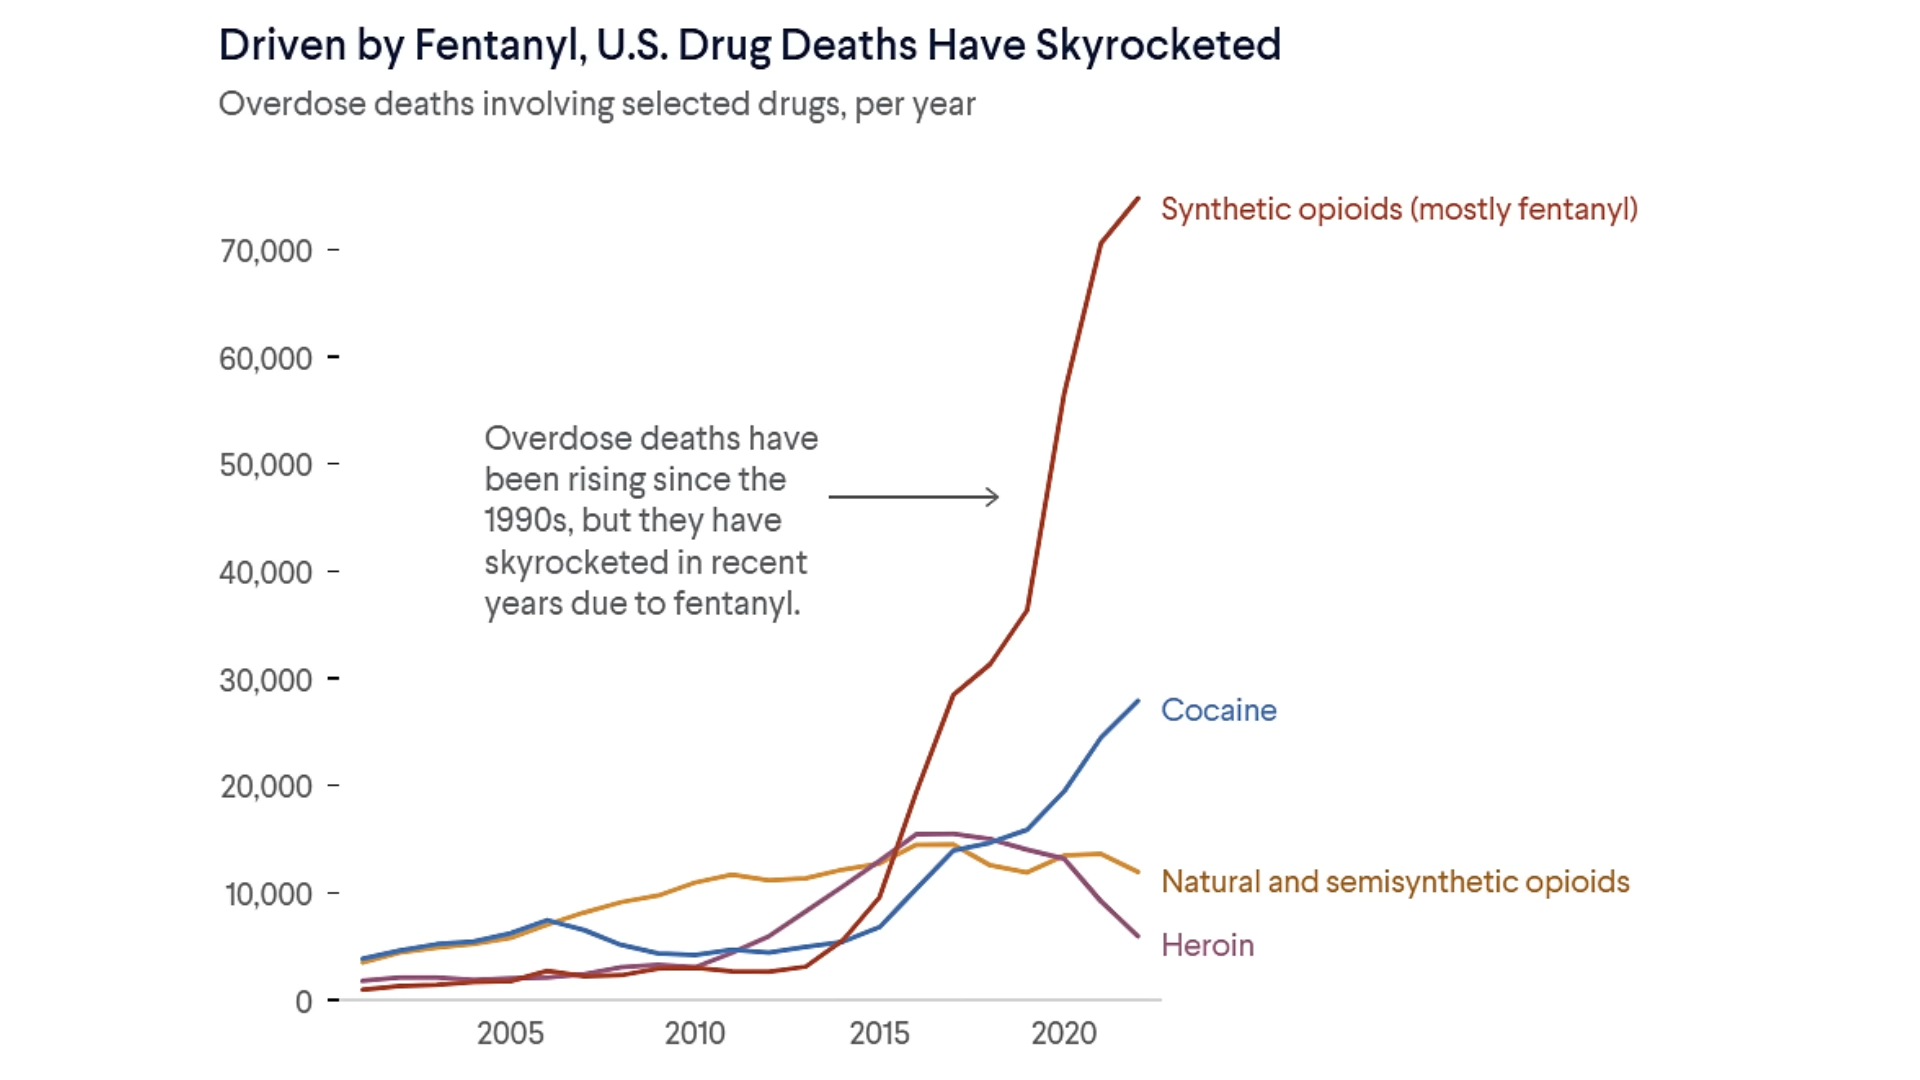 Driven by Fentanyl, U.S. Drug Deaths Have Skyrocketed
Overdose deaths involving selected drugs, per year
Synthetic opioids (mostly fentanyl)
70,000
60,000
Overdose deaths have
been rising since the
1990s, but they have
skyrocketed in recent
years due to fentanyl.
50,000
40,000
30,000
Cocaine
20,000
10,000
Natural and semisynthetic opioids
Heroin
0
2005
2010
2015
2020